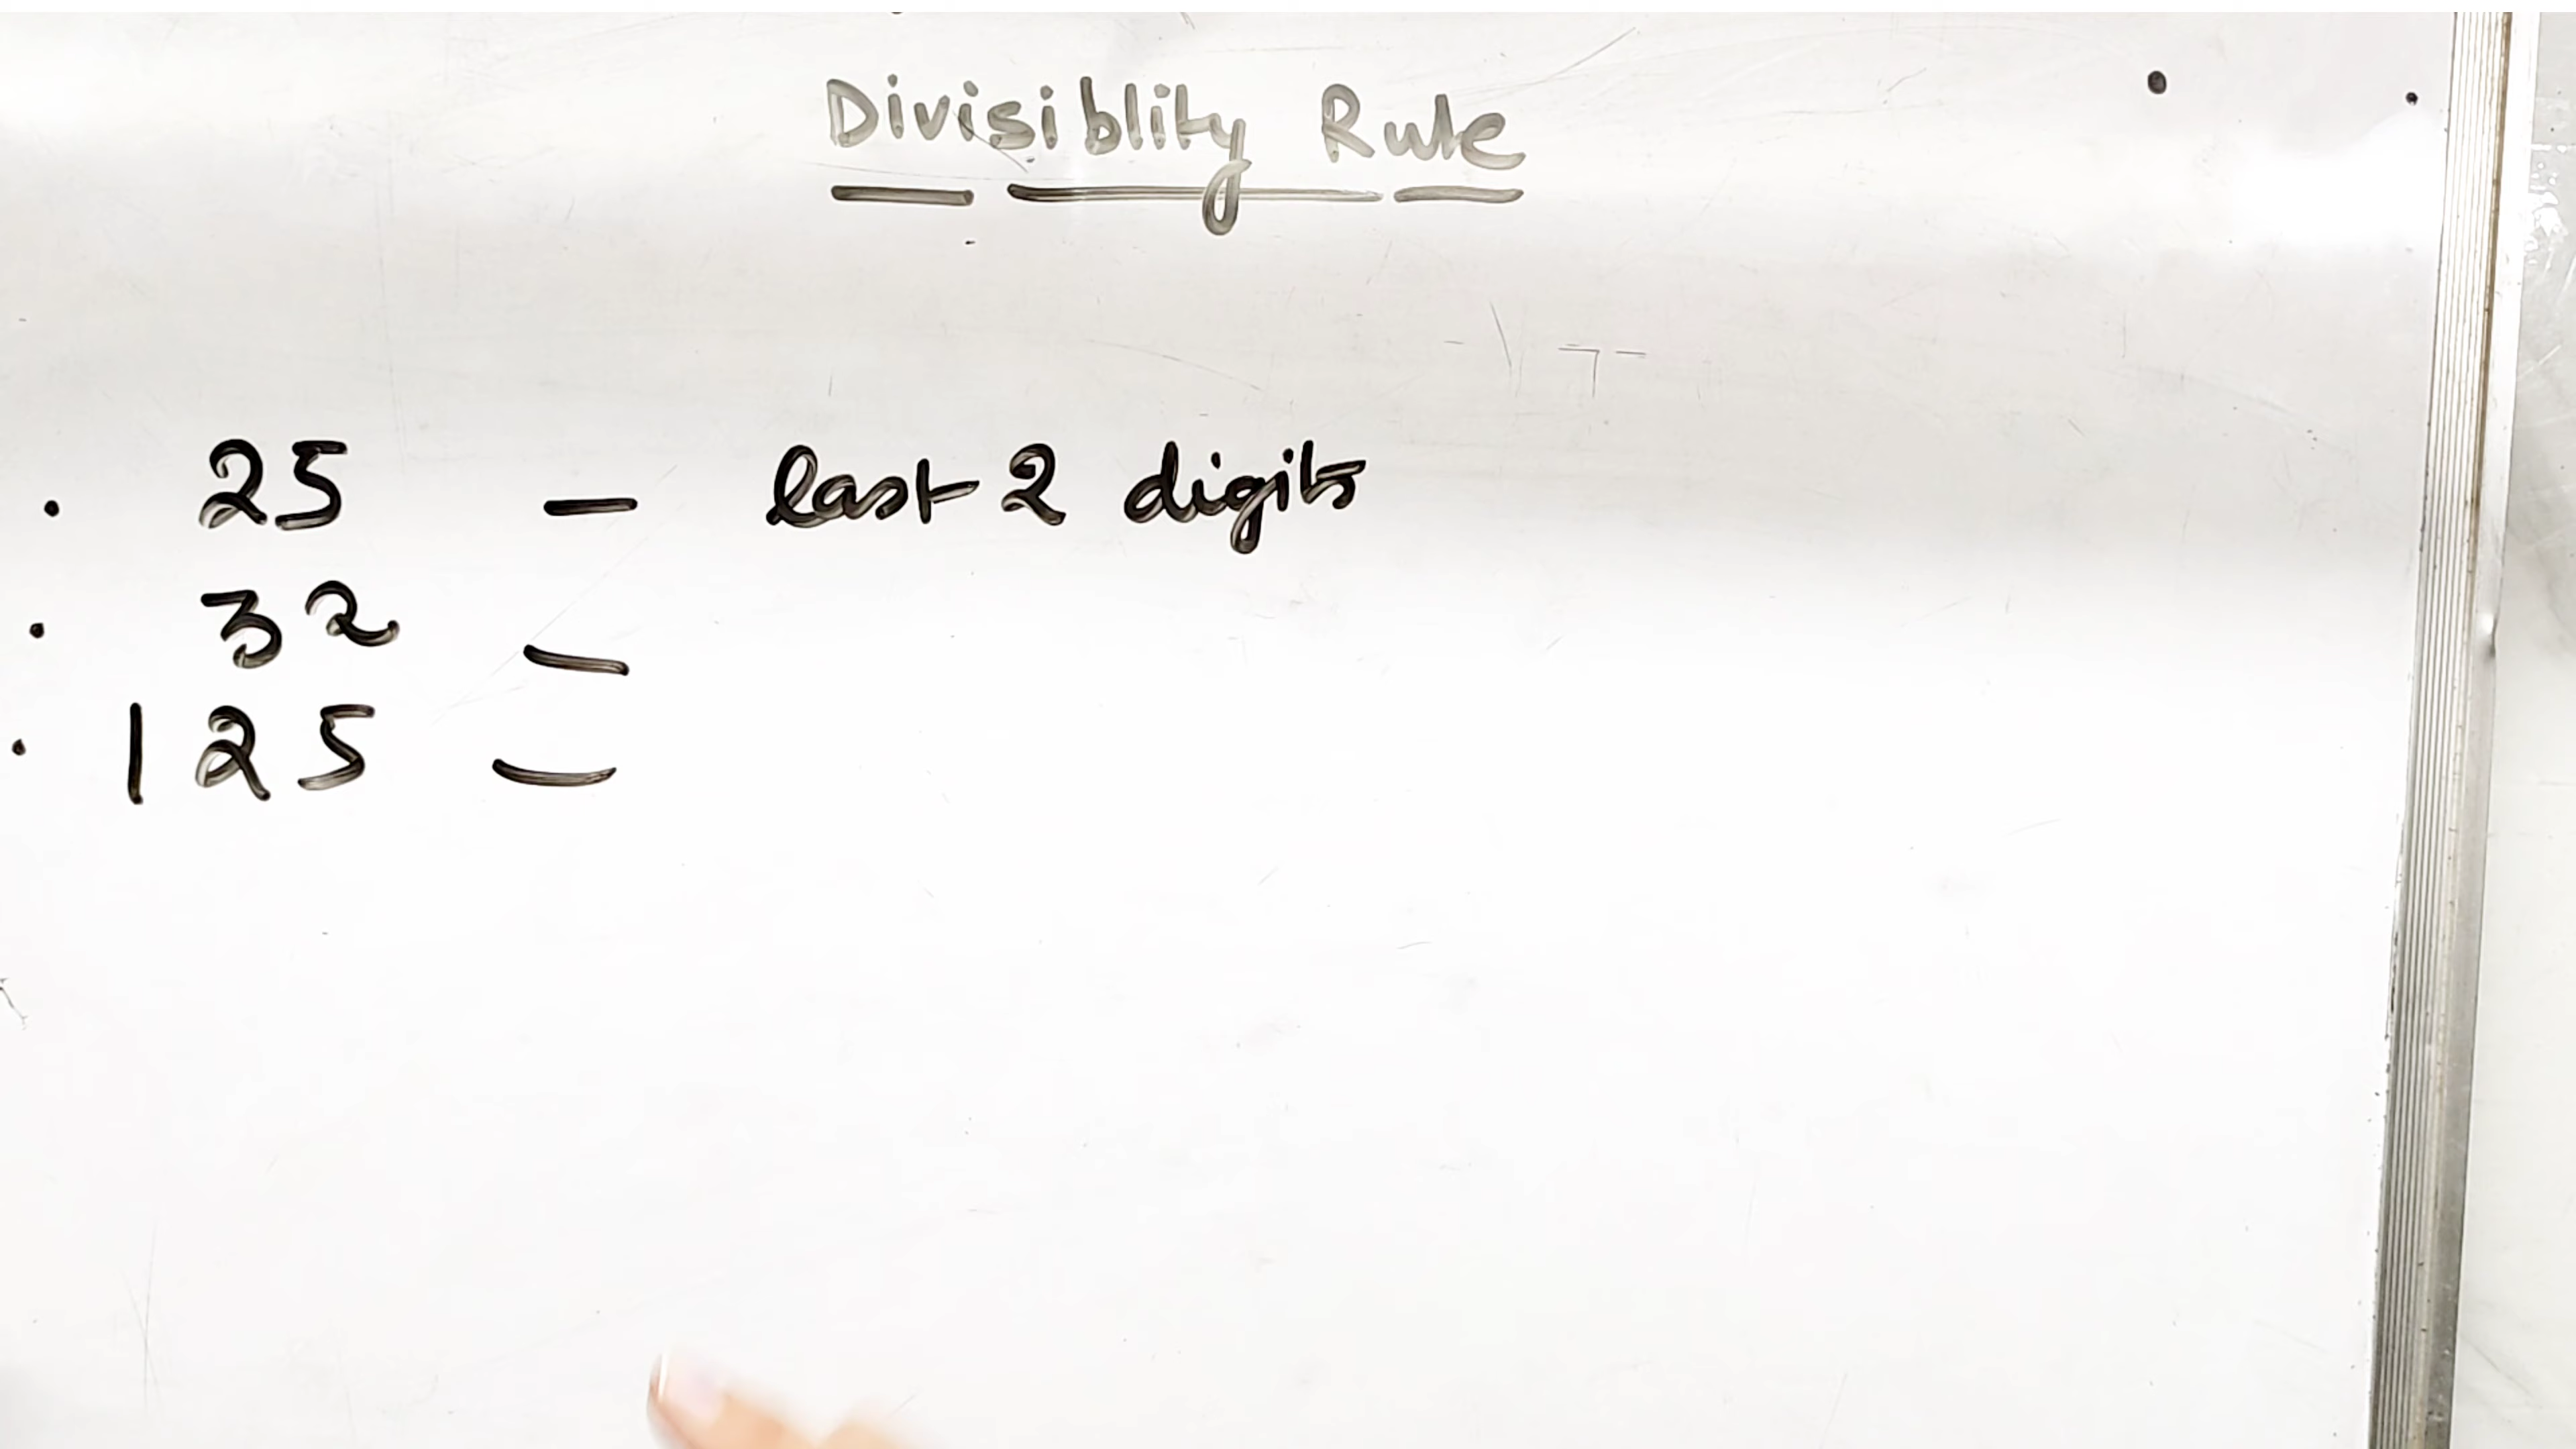 Divisiblity Rule
. 25 – last 2 digits
. 32 –
. 125 –